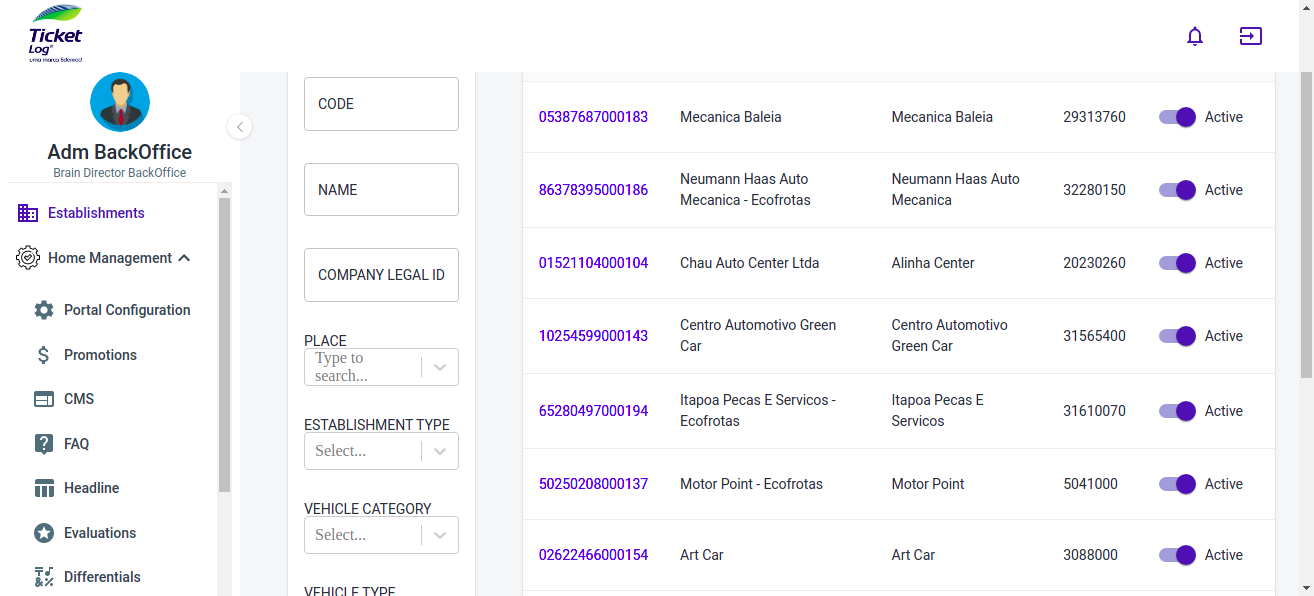 Ticket
Log®
uma marca Edenred
Adm BackOffice
Brain Director BackOffice
Establishments
Home Management
Portal Configuration
Promotions
CMS
FAQ
Headline
Evaluations
Differentials
CODE
NAME
COMPANY LEGAL ID
PLACE
Type to
search...
ESTABLISHMENT TYPE
Select...
VEHICLE CATEGORY
Select...
VEHICLE TYPE
05387687000183 Mecanica Baleia Mecanica Baleia 29313760 Active
86378395000186 Neumann Haas Auto Neumann Haas Auto 32280150 Active
Mecanica - Ecofrotas Mecanica
01521104000104 Chau Auto Center Ltda Alinha Center 20230260 Active
10254599000143 Centro Automotivo Green Centro Automotivo 31565400 Active
Car Green Car
65280497000194 Itapoa Pecas E Servicos - Itapoa Pecas E 31610070 Active
Ecofrotas Servicos
50250208000137 Motor Point - Ecofrotas Motor Point 5041000 Active
02622466000154 Art Car Art Car 3088000 Active